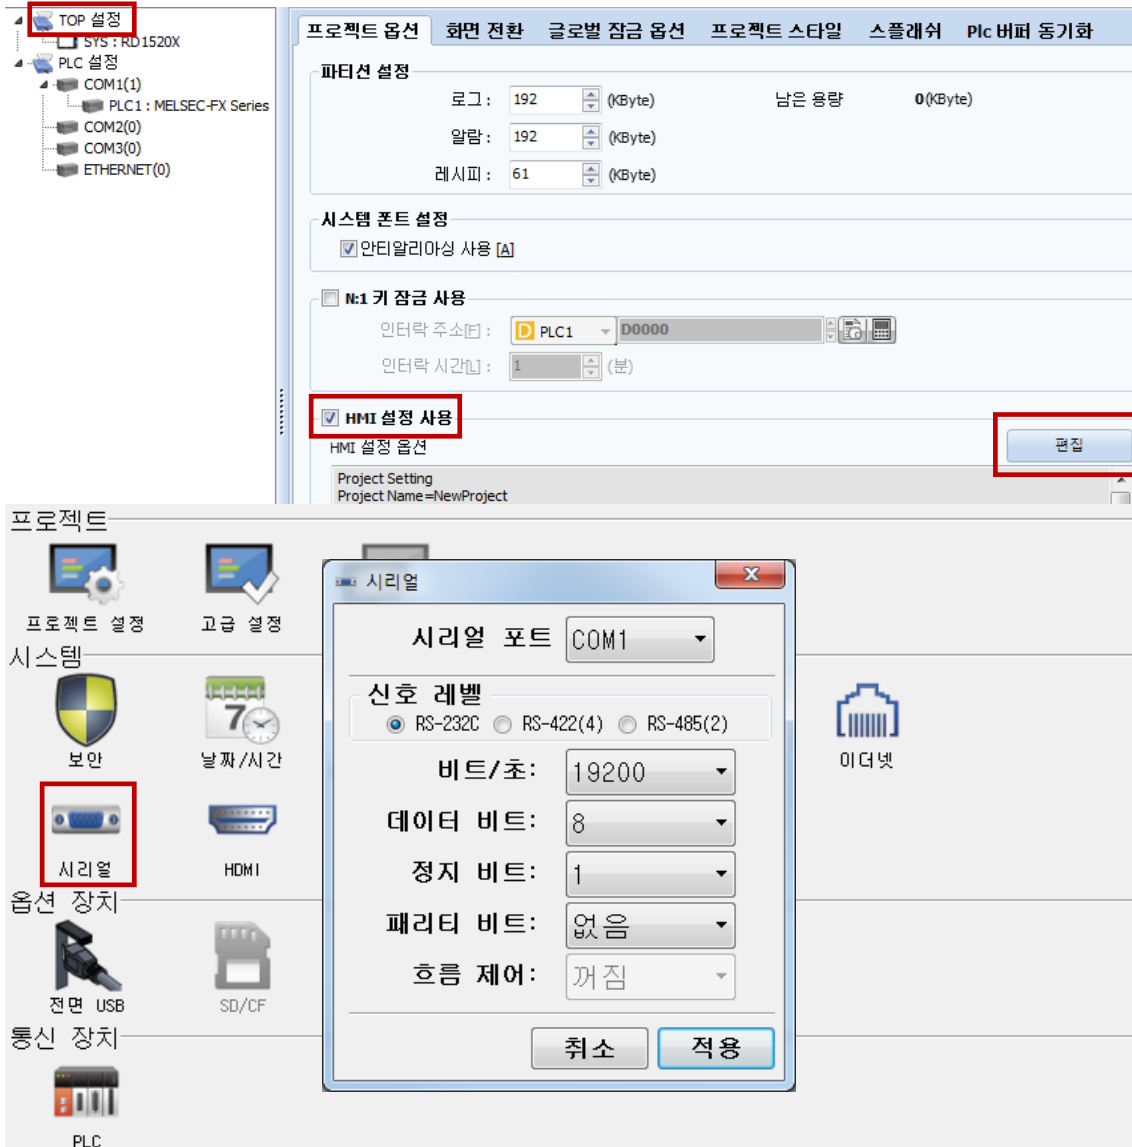 TOP 설정
SYS : RD1520X
PLC 설정
COM1(1)
PLC1 : MELSEC-FX Series
COM2(0)
COM3(0)
ETHERNET(0)
프로젝트 옵션 화면 전환 글로벌 잠금 옵션 프로젝트 스타일 스플래쉬 Plc 버퍼 동기화
파티션 설정
로그 : 192 (KByte) 남은 용량 0(KByte)
알람 : 192 (KByte)
레시피 : 61 (KByte)
시스템 폰트 설정
안티알리아싱 사용 [A]
N:1 키 잠금 사용
인터락 주소[F] : D PLC1 D0000
인터락 시간[L] : 1 (분)
HMI 설정 사용
HMI 설정 옵션 편집
Project Setting
Project Name=NewProject
프로젝트
프로젝트 설정 고급 설정
시스템
보안 날짜/시간 이더넷
시리얼 HDMI
옵션 장치
전면 USB SD/CF
통신 장치
PLC
시리얼
시리얼 포트 COM1
신호 레벨
RS-232C RS-422(4) RS-485(2)
비트/초: 19200
데이터 비트: 8
정지 비트: 1
패리티 비트: 없음
흐름 제어: 꺼짐
취소 적용